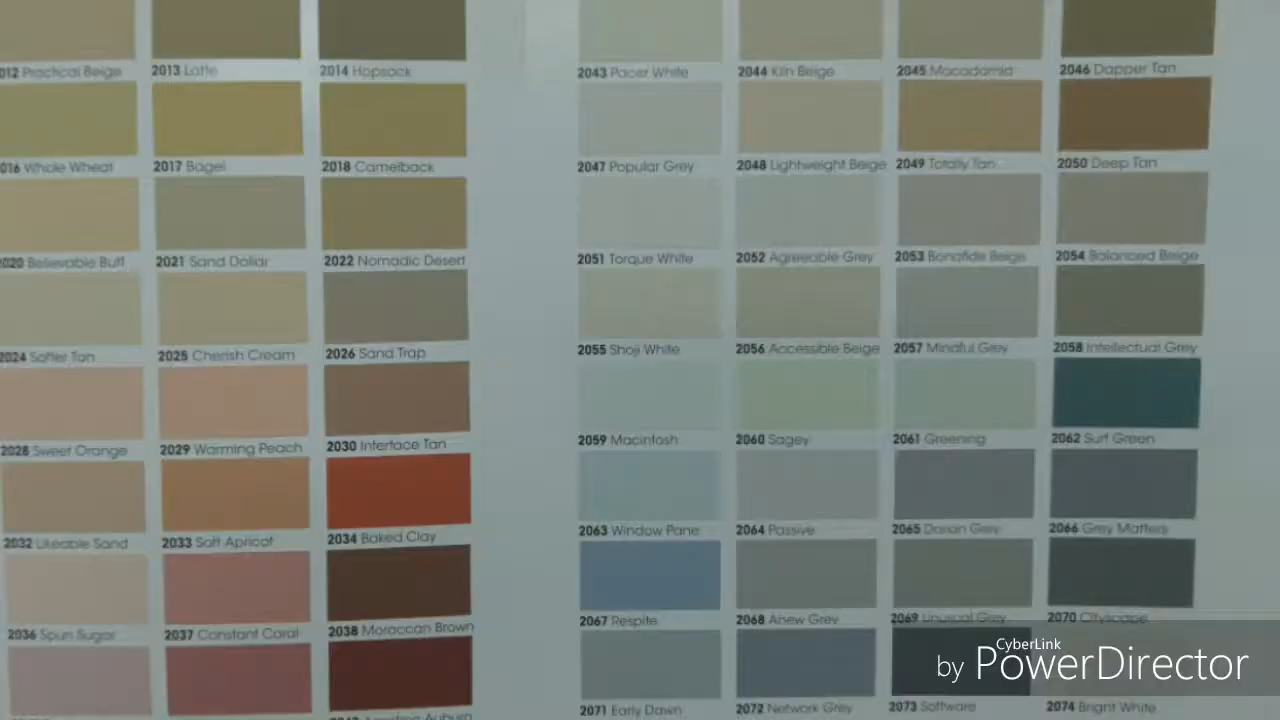 012 Practical Beige 2013 Latte 2014 Hopsack 2043 Pacer White 2044 Kiln Beige 2045 Macadamia 2046 Dapper Tan
016 Whole Wheat 2017 Bagel 2018 Camelback 2047 Popular Grey 2048 Lightweight Beige 2049 Totally Tan 2050 Deep Tan
2020 Believable Buff 2021 Sand Dollar 2022 Nomadic Desert 2051 Torque White 2052 Agreeable Grey 2053 Bonafide Beige 2054 Balanced Beige
2024 Softer Tan 2025 Cherish Cream 2026 Sand Trap 2055 Shoji White 2056 Accessible Beige 2057 Mindful Grey 2058 Intellectual Grey
2028 Sweet Orange 2029 Warming Peach 2030 Interface Tan 2059 Macintosh 2060 Sagey 2061 Greening 2062 Surf Green
2032 Likeable Sand 2033 Soft Apricot 2034 Baked Clay 2063 Window Pane 2064 Passive 2065 Dorian Grey 2066 Grey Matters
2036 Spun Sugar 2037 Constant Coral 2038 Moroccan Brown 2067 Respite 2068 Anew Grey 2069 Unusual Grey 2070 Cityscape
2071 Early Dawn 2072 Network Grey 2073 Software 2074 Bright White
by CyberLink PowerDirector